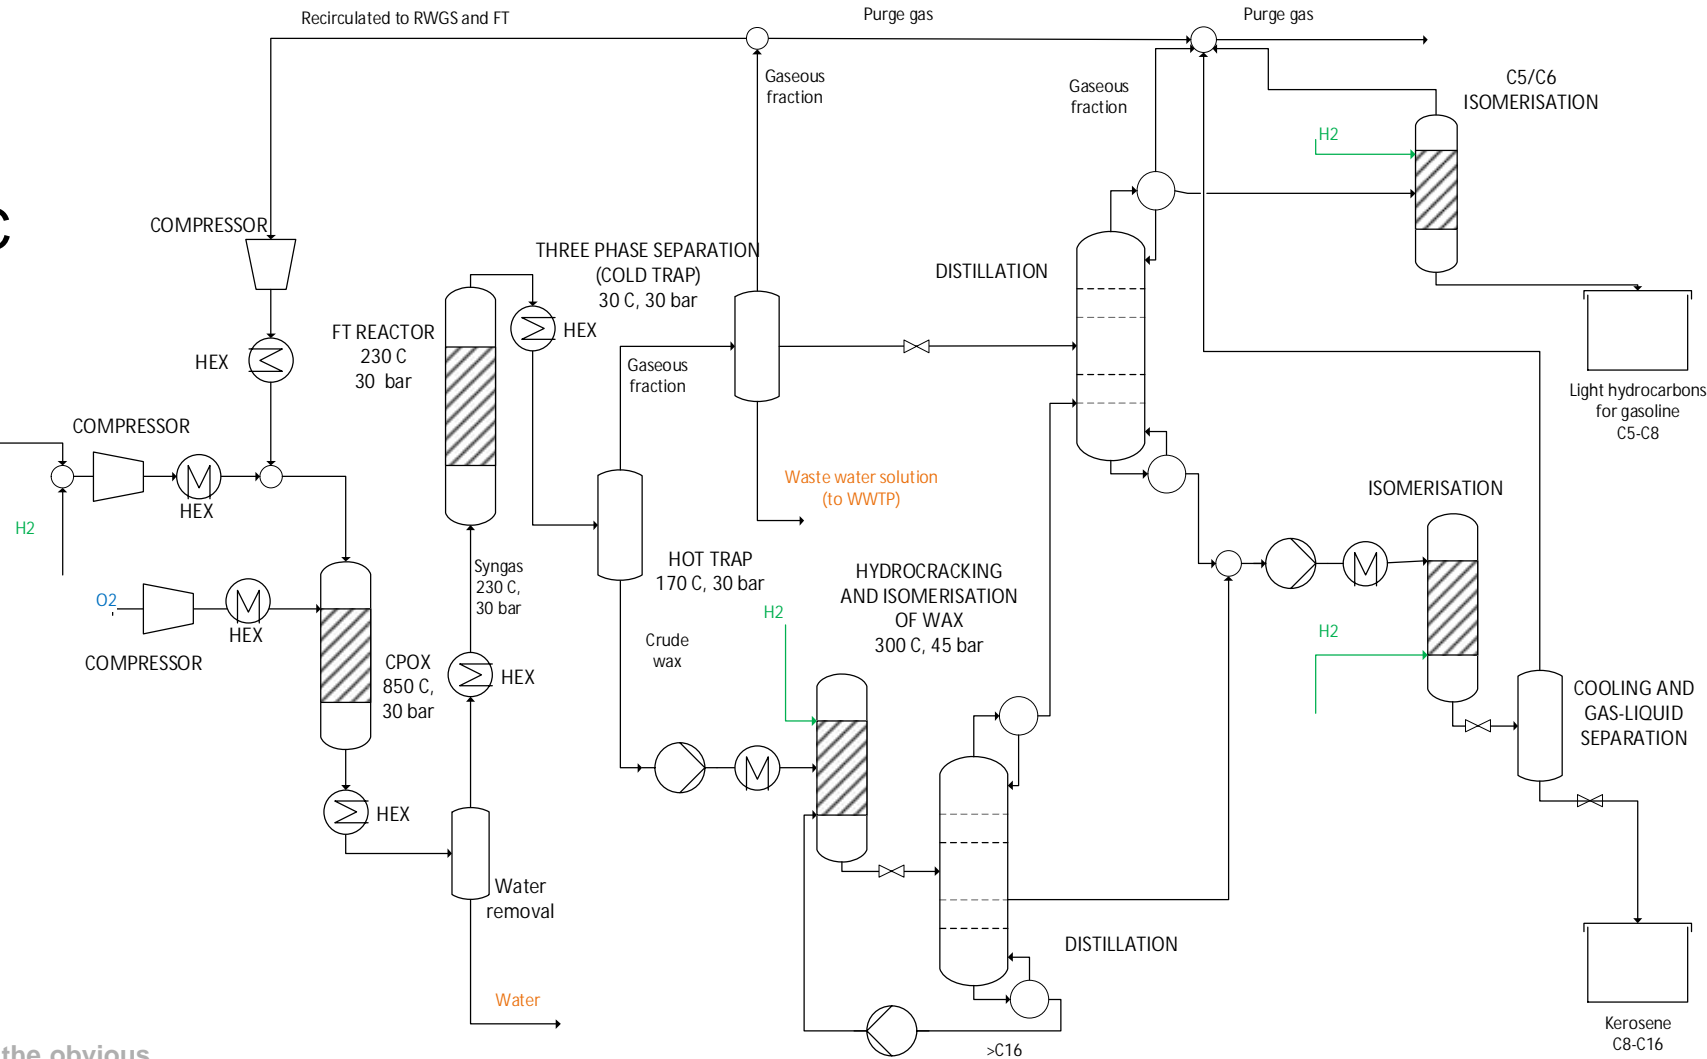 Recirculated to RWGS and FT
Purge gas
Purge gas
Gaseous
fraction
Gaseous
fraction
C5/C6
ISOMERISATION
H2
C
COMPRESSOR
THREE PHASE SEPARATION
(COLD TRAP)
30 C, 30 bar
DISTILLATION
FT REACTOR
230 C
30 bar
HEX
HEX
Gaseous
fraction
Light hydrocarbons
for gasoline
C5-C8
COMPRESSOR
HEX
H2
Waste water solution
(to WWTP)
ISOMERISATION
HOT TRAP
170 C, 30 bar
Syngas
230 C,
30 bar
HYDROCRACKING
AND ISOMERISATION
OF WAX
300 C, 45 bar
O2
HEX
COMPRESSOR
H2
H2
Crude
wax
CPOX
850 C,
30 bar
HEX
COOLING AND
GAS-LIQUID
SEPARATION
HEX
Water
removal
DISTILLATION
Water
>C16
Kerosene
C8-C16
the obvious